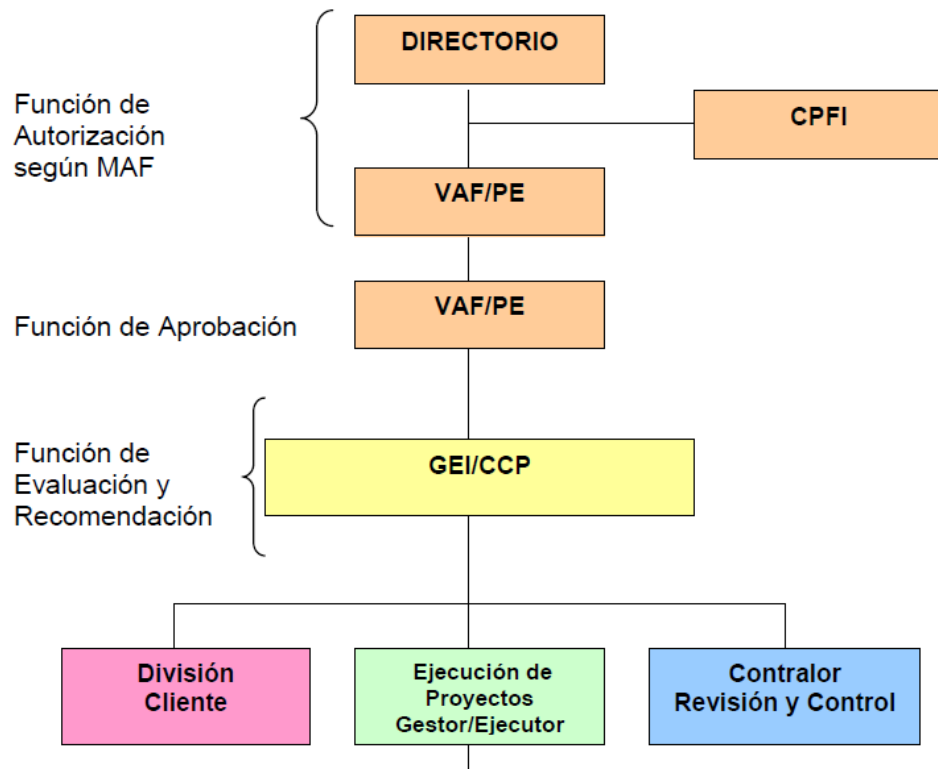 DIRECTORIO
Función de
Autorización
según MAF
CPFI
VAF/PE
VAF/PE
Función de Aprobación
GEI/CCP
Función de
Evaluación y
Recomendación
División
Cliente
Ejecución de
Proyectos
Gestor/Ejecutor
Contralor
Revisión y Control